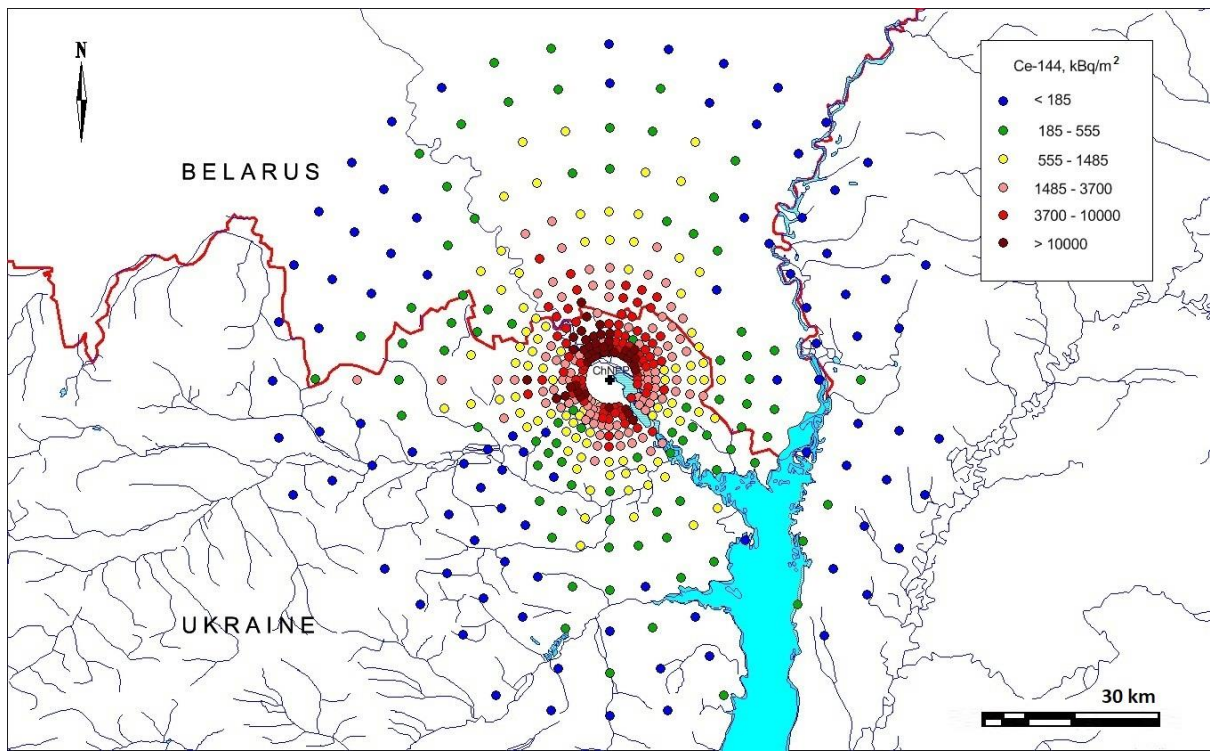 N
Ce-144, kBq/m²
< 185
185 - 555
555 - 1485
1485 - 3700
3700 - 10000
> 10000
BELARUS
ChNPP
UKRAINE
30 km